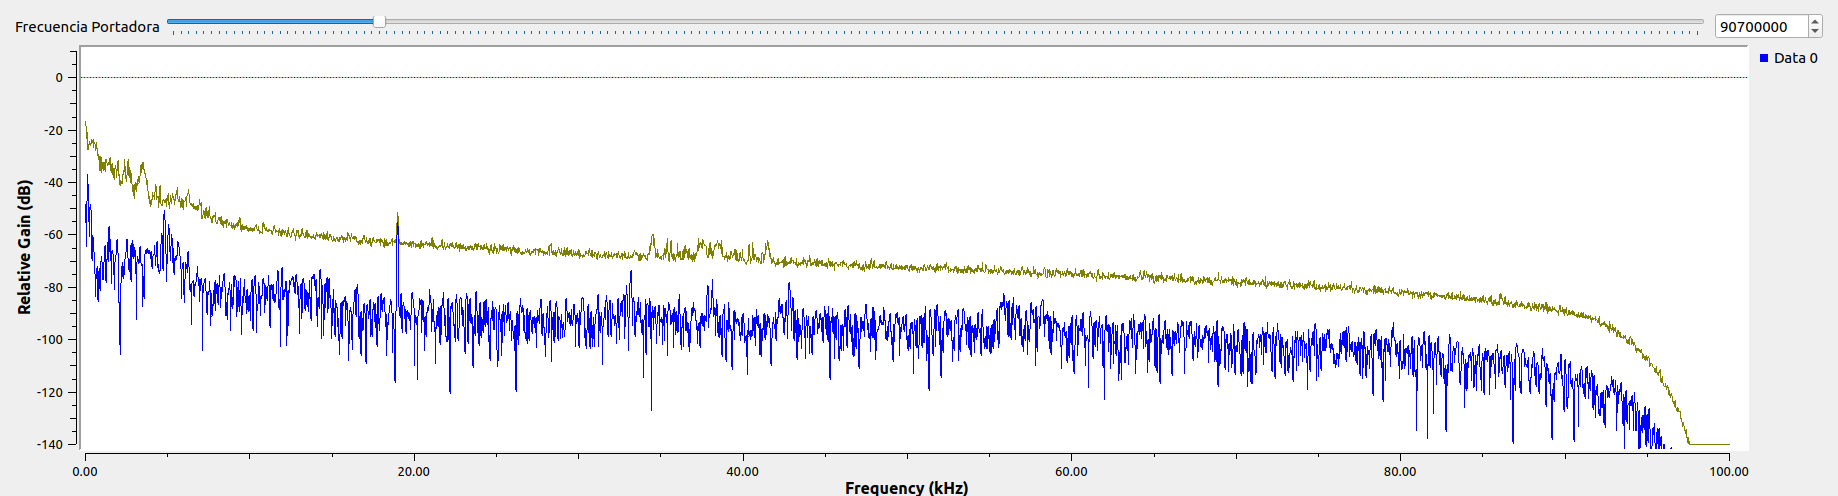 Frecuencia Portadora 90700000
Data 0
Relative Gain (dB)
0
-20
-40
-60
-80
-100
-120
-140
0.00 20.00 40.00 60.00 80.00 100.00
Frequency (kHz)